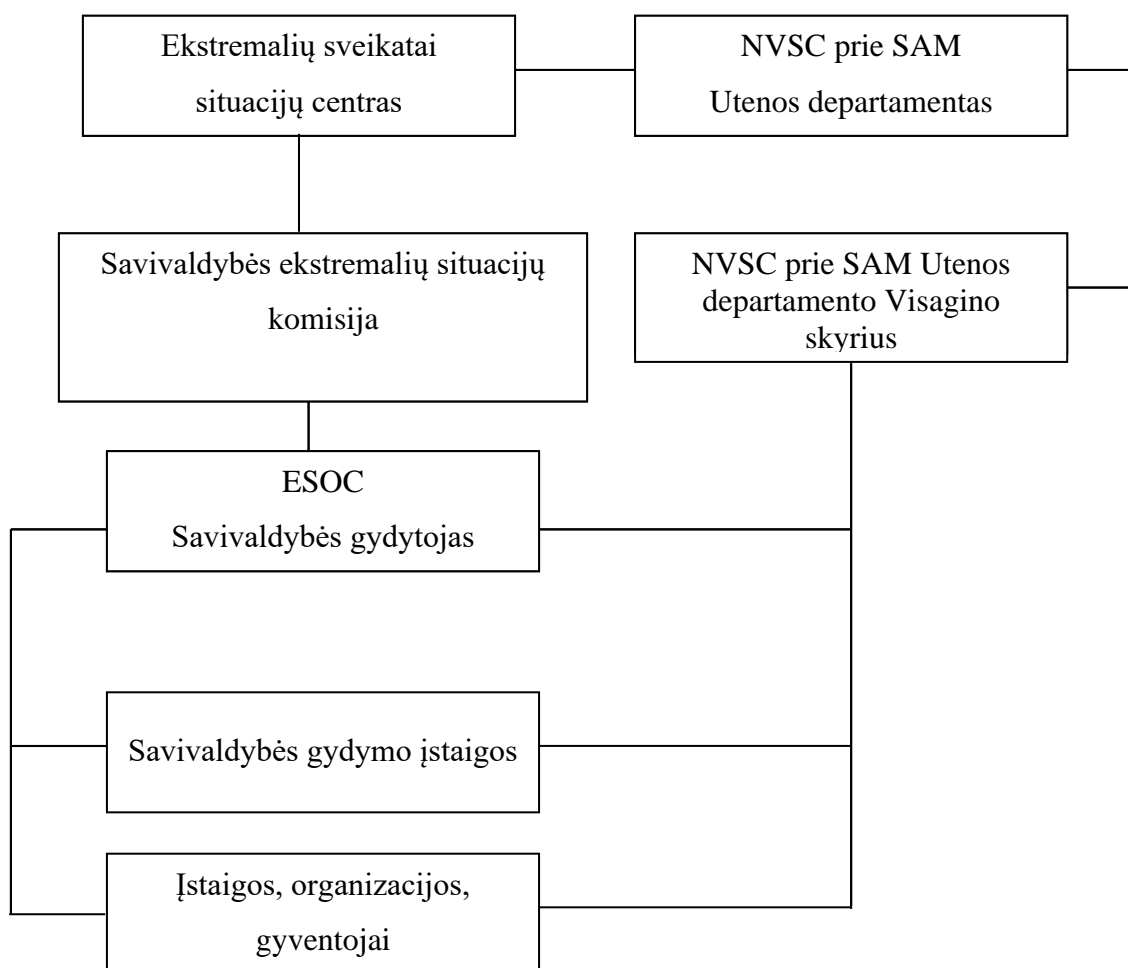 Ekstremalių sveikatai
situacijų centras
NVSC prie SAM
Utenos departamentas
Savivaldybės ekstremalių situacijų
komisija
NVSC prie SAM Utenos
departamento Visagino
skyrius
ESOC
Savivaldybės gydytojas
Savivaldybės gydymo įstaigos
Įstaigos, organizacijos,
gyventojai